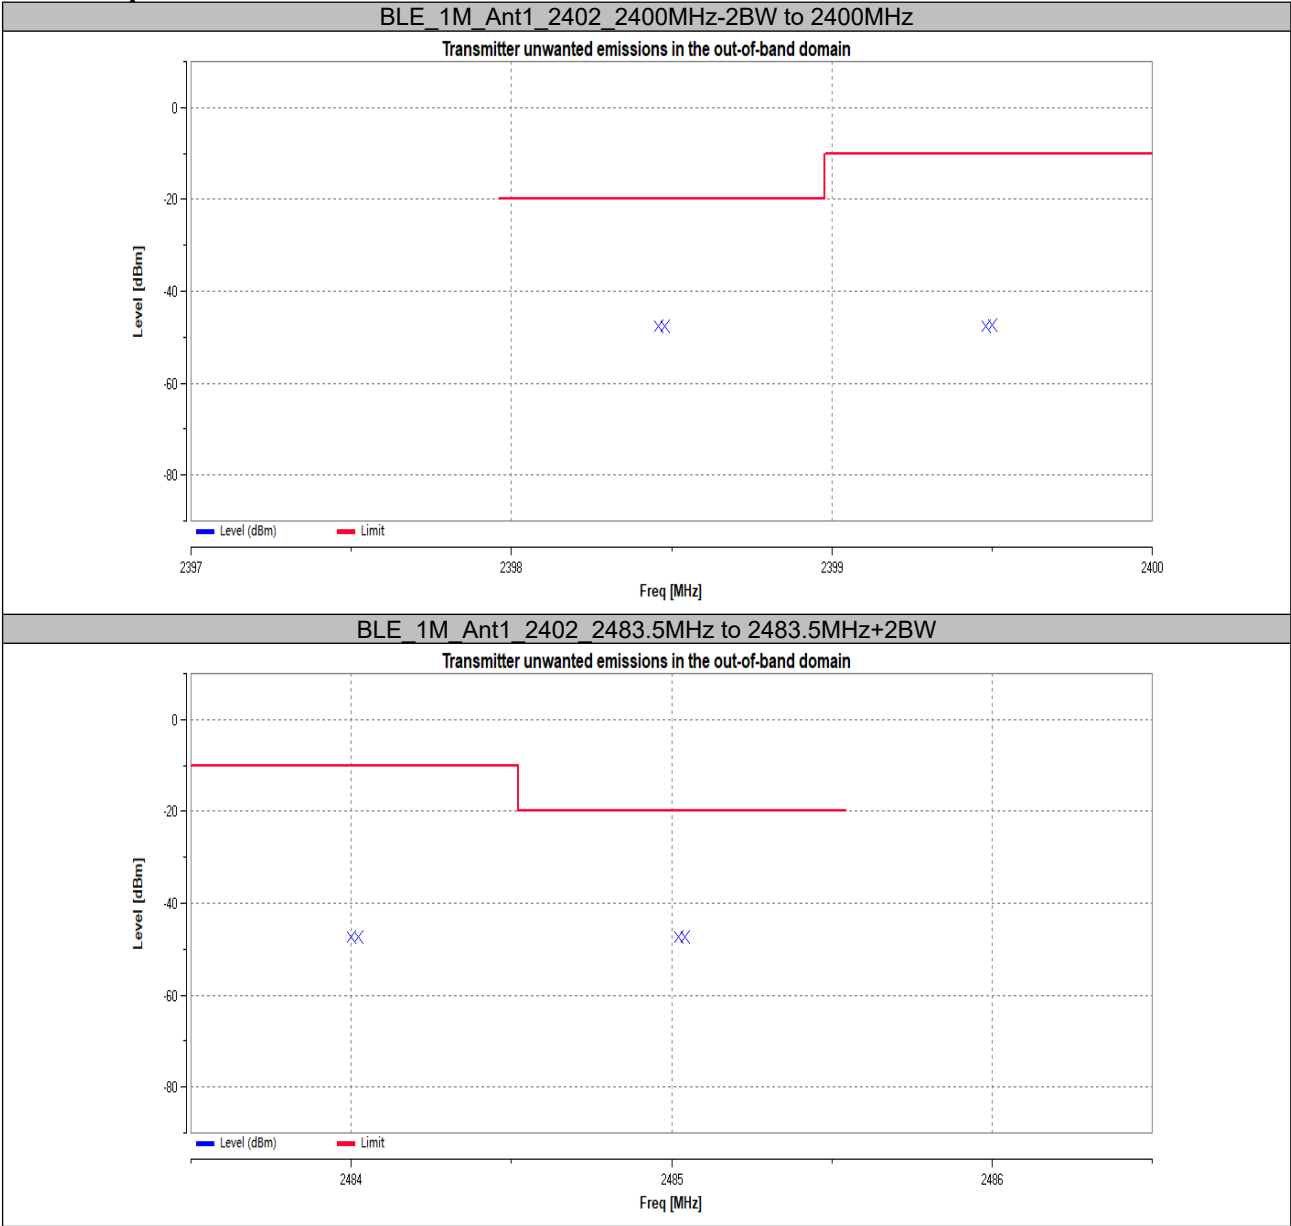 BLE_1M_Ant1_2402_2400MHz-2BW to 2400MHz
Transmitter unwanted emissions in the out-of-band domain
0
-20
-40
-60
-80
Level [dBm]
Level (dBm) Limit
2397 2398 2399 2400
Freq [MHz]
BLE_1M_Ant1_2402_2483.5MHz to 2483.5MHz+2BW
Transmitter unwanted emissions in the out-of-band domain
0
-20
-40
-60
-80
Level [dBm]
Level (dBm) Limit
2484 2485 2486
Freq [MHz]